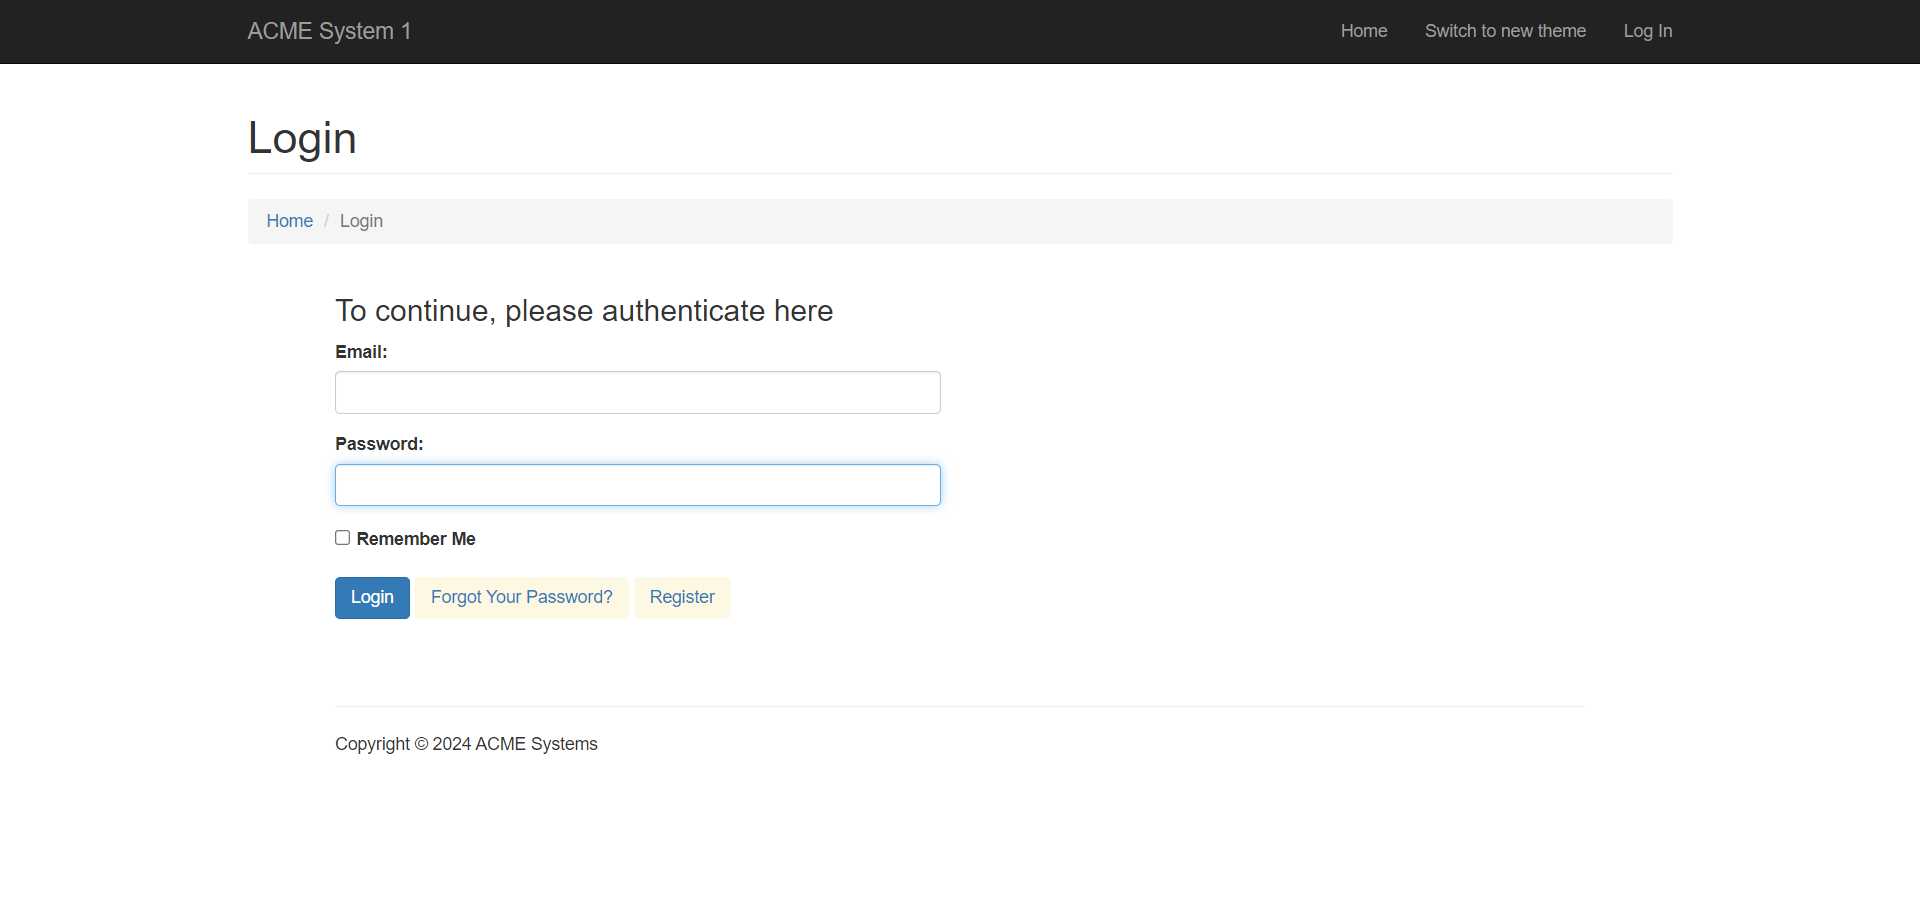 ACME System 1
Home
Switch to new theme
Log In
Login
Home / Login
To continue, please authenticate here
Email:
Password:
Remember Me
Login
Forgot Your Password?
Register
Copyright © 2024 ACME Systems